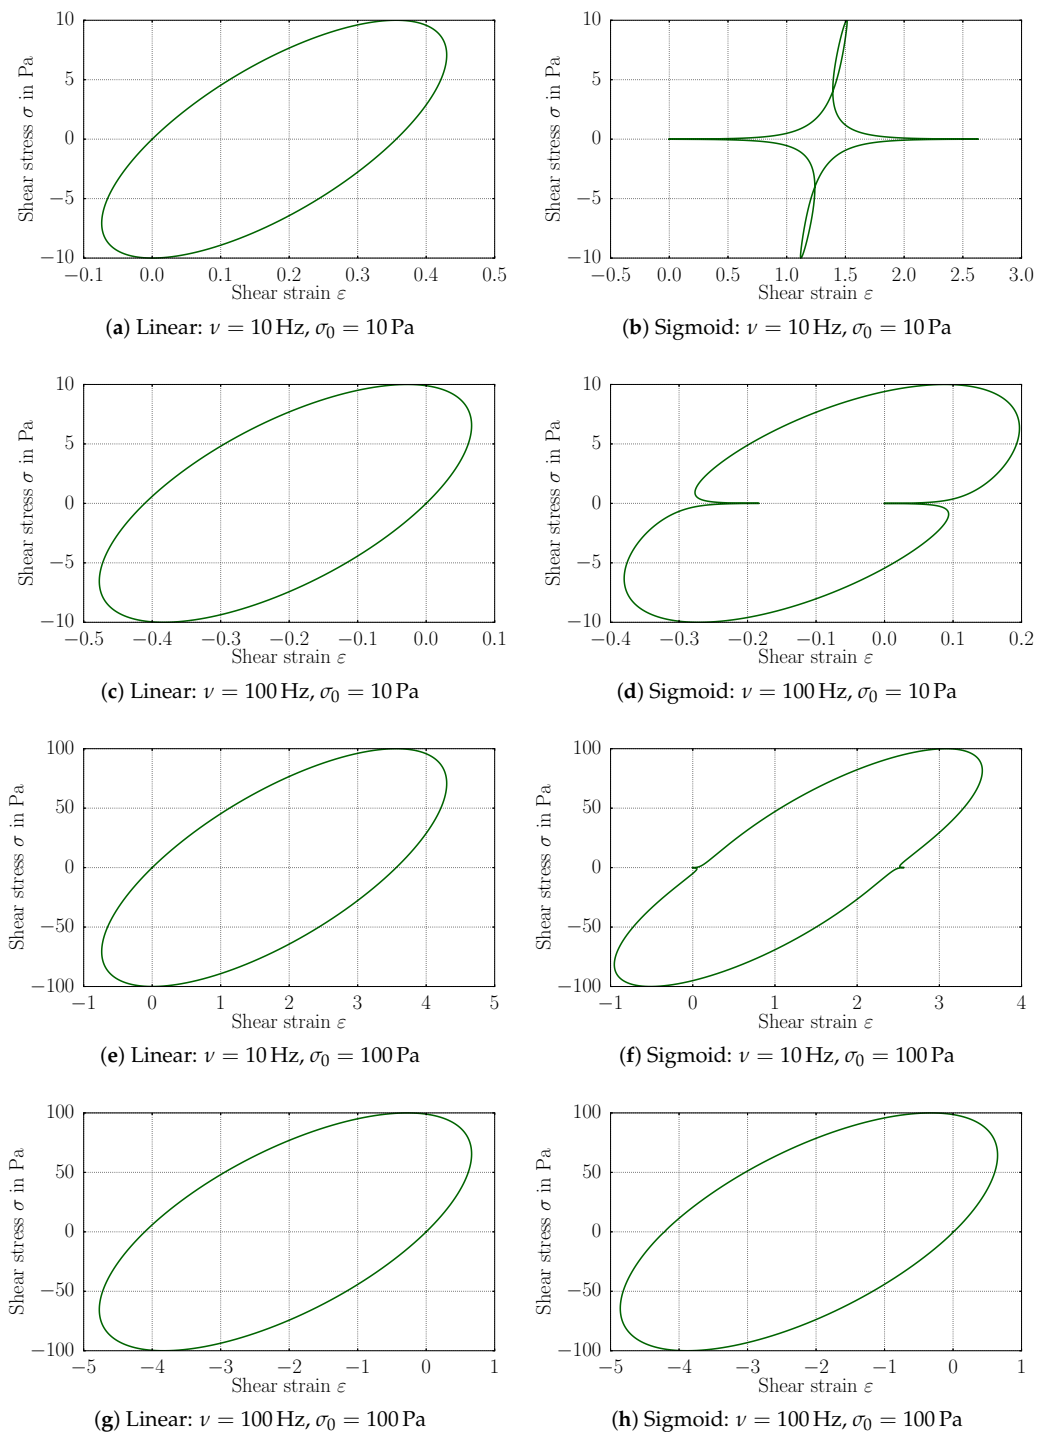 10
5
0
−5
−10
Shear stress σ in Pa
−0.1 0.0 0.1 0.2 0.3 0.4 0.5
Shear strain ε
(a) Linear: ν = 10 Hz, σ₀ = 10 Pa
10
5
0
−5
−10
Shear stress σ in Pa
−0.5 0.0 0.5 1.0 1.5 2.0 2.5 3.0
Shear strain ε
(b) Sigmoid: ν = 10 Hz, σ₀ = 10 Pa
10
5
0
−5
−10
Shear stress σ in Pa
−0.5 −0.4 −0.3 −0.2 −0.1 0.0 0.1
Shear strain ε
(c) Linear: ν = 100 Hz, σ₀ = 10 Pa
10
5
0
−5
−10
Shear stress σ in Pa
−0.4 −0.3 −0.2 −0.1 0.0 0.1 0.2
Shear strain ε
(d) Sigmoid: ν = 100 Hz, σ₀ = 10 Pa
100
50
0
−50
−100
Shear stress σ in Pa
−1 0 1 2 3 4 5
Shear strain ε
(e) Linear: ν = 10 Hz, σ₀ = 100 Pa
100
50
0
−50
−100
Shear stress σ in Pa
−1 0 1 2 3 4
Shear strain ε
(f) Sigmoid: ν = 10 Hz, σ₀ = 100 Pa
100
50
0
−50
−100
Shear stress σ in Pa
−5 −4 −3 −2 −1 0 1
Shear strain ε
(g) Linear: ν = 100 Hz, σ₀ = 100 Pa
100
50
0
−50
−100
Shear stress σ in Pa
−5 −4 −3 −2 −1 0 1
Shear strain ε
(h) Sigmoid: ν = 100 Hz, σ₀ = 100 Pa